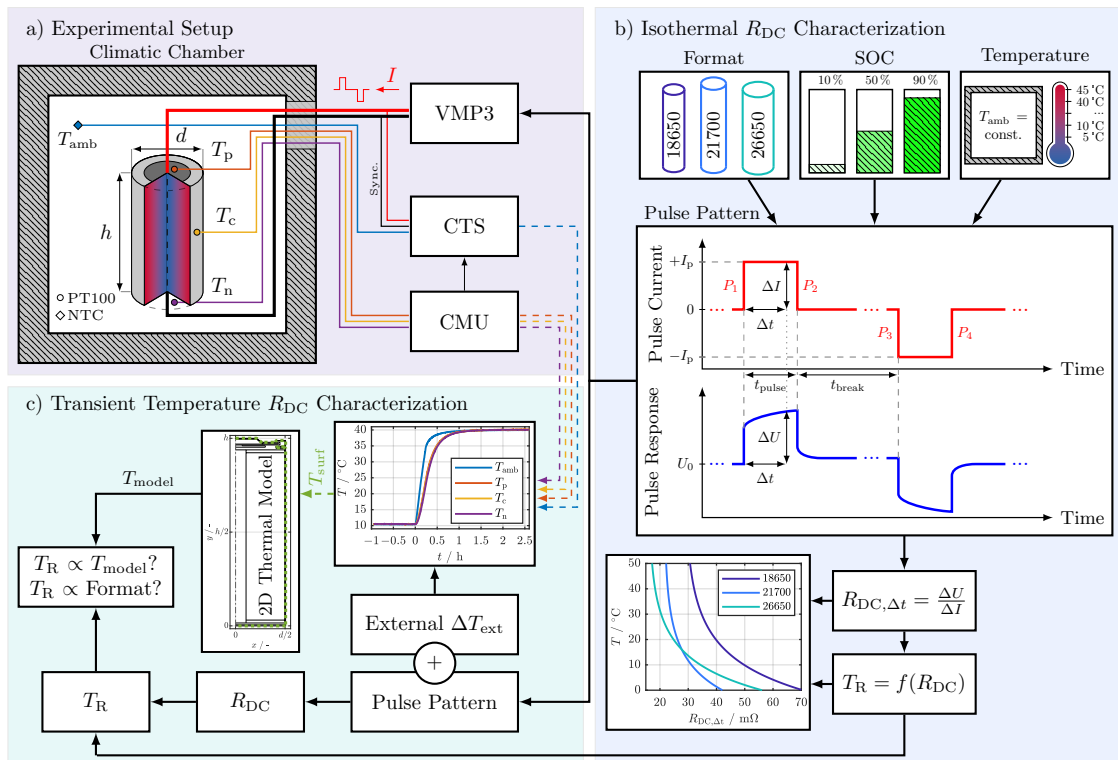 a) Experimental Setup
Climatic Chamber
I
VMP3
T_amb
d
T_p
Sync.
h
T_c
CTS
T_n
PT100
NTC
CMU
b) Isothermal R_DC Characterization
Format
SOC
Temperature
18650
21700
26650
10 %
50 %
90 %
T_amb =
const.
45 °C
40 °C
...
10 °C
5 °C
Pulse Pattern
Pulse Current
+I_p
0
−I_p
P_1
ΔI
P_2
Δt
...
...
...
P_3
P_4
Time
t_pulse
t_break
Pulse Response
U_0
ΔU
Δt
...
...
...
Time
T / °C
50
40
30
20
10
0
18650
21700
26650
20
30
40
50
60
70
R_DC,Δt / mΩ
R_DC,Δt = ΔU/ΔI
T_R = f(R_DC)
c) Transient Temperature R_DC Characterization
T_model
h
h/2
0
y / -
2D Thermal Model
0
d/2
x / -
T_surf
T / °C
40
35
30
25
20
15
10
T_amb
T_p
T_c
T_n
−1
−0.5
0
0.5
1
1.5
2
2.5
t / h
T_R ∝ T_model?
T_R ∝ Format?
External ΔT_ext
+
T_R
R_DC
Pulse Pattern